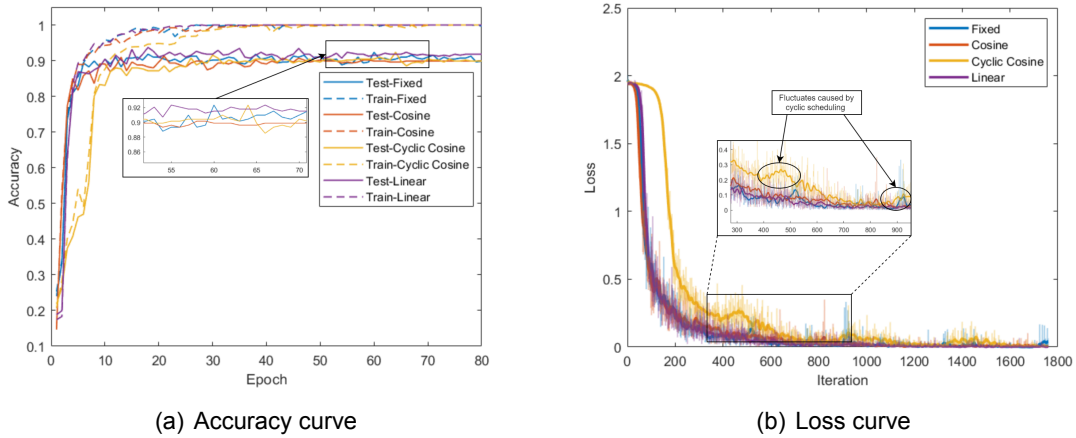 1.1
1
0.9
0.8
0.7
0.6
0.5
0.4
0.3
0.2
0.1
Accuracy
0
10
20
30
40
50
60
70
80
Epoch
0.92
0.9
0.88
0.86
55
60
65
70
Test-Fixed
Train-Fixed
Test-Cosine
Train-Cosine
Test-Cyclic Cosine
Train-Cyclic Cosine
Test-Linear
Train-Linear
(a) Accuracy curve
2.5
2
1.5
1
0.5
0
Loss
0
200
400
600
800
1000
1200
1400
1600
1800
Iteration
Fixed
Cosine
Cyclic Cosine
Linear
Fluctuates caused by
cyclic scheduling
0.4
0.3
0.2
0.1
0
300
400
500
600
700
800
900
(b) Loss curve